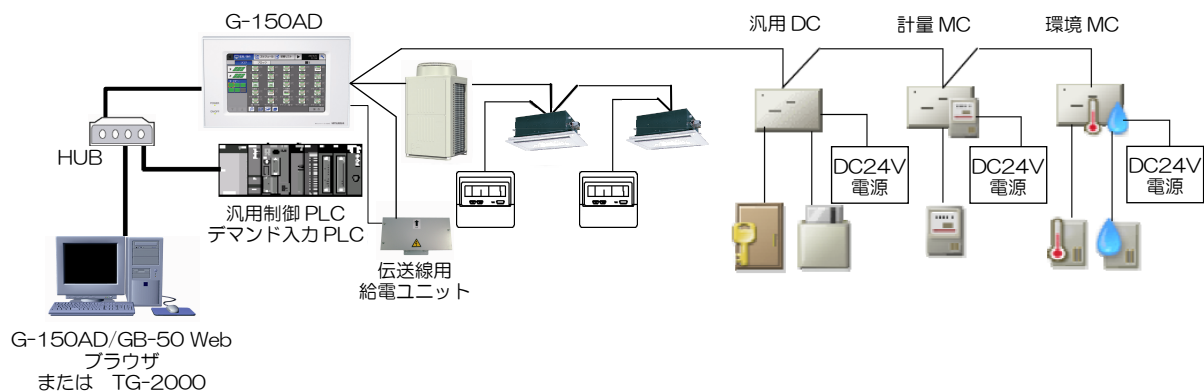 G-150AD
汎用 DC
計量 MC
環境 MC
HUB
DC24V
電源
DC24V
電源
DC24V
電源
汎用制御 PLC
デマンド入力 PLC
伝送線用
給電ユニット
G-150AD/GB-50 Web
ブラウザ
または TG-2000